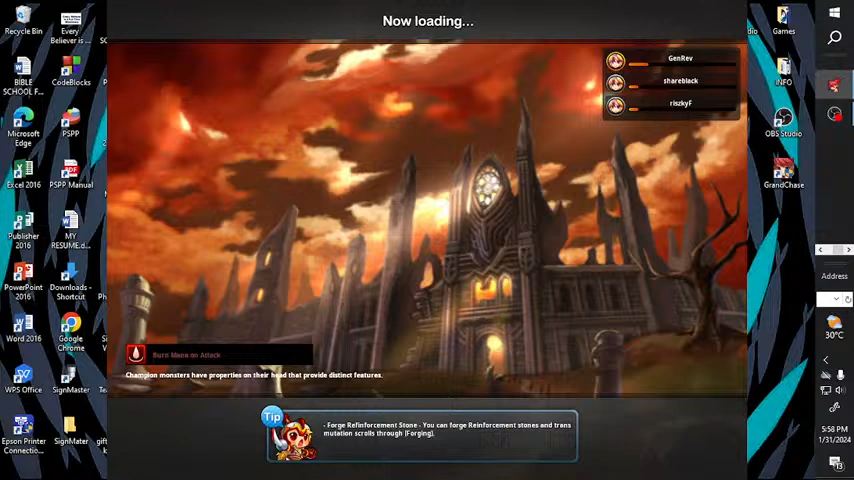 Now loading...
GenRev
shareblack
riszkyF
Burn Mana on Attack
Champion monsters have properties on their head that provide distinct features.
Tip
- Forge Refinforcement Stone - You can forge Reinforcement stones and trans
mutation scrolls through [Forging].
Recycle Bin
Every
Believer is ...
BIBLE
SCHOOL F...
CodeBlocks
Microsoft
Edge
PSPP
Excel 2016
PSPP Manual
Publisher
2016
MY
RESUME.d...
PowerPoint
2016
Downloads -
Shortcut
Word 2016
Google
Chrome
WPS Office
SignMaster
Epson Printer
Connectio...
SignMater
gift
Games
iNFO
OBS Studio
GrandChase
Address
30°C
5:58 PM
1/31/2024
13